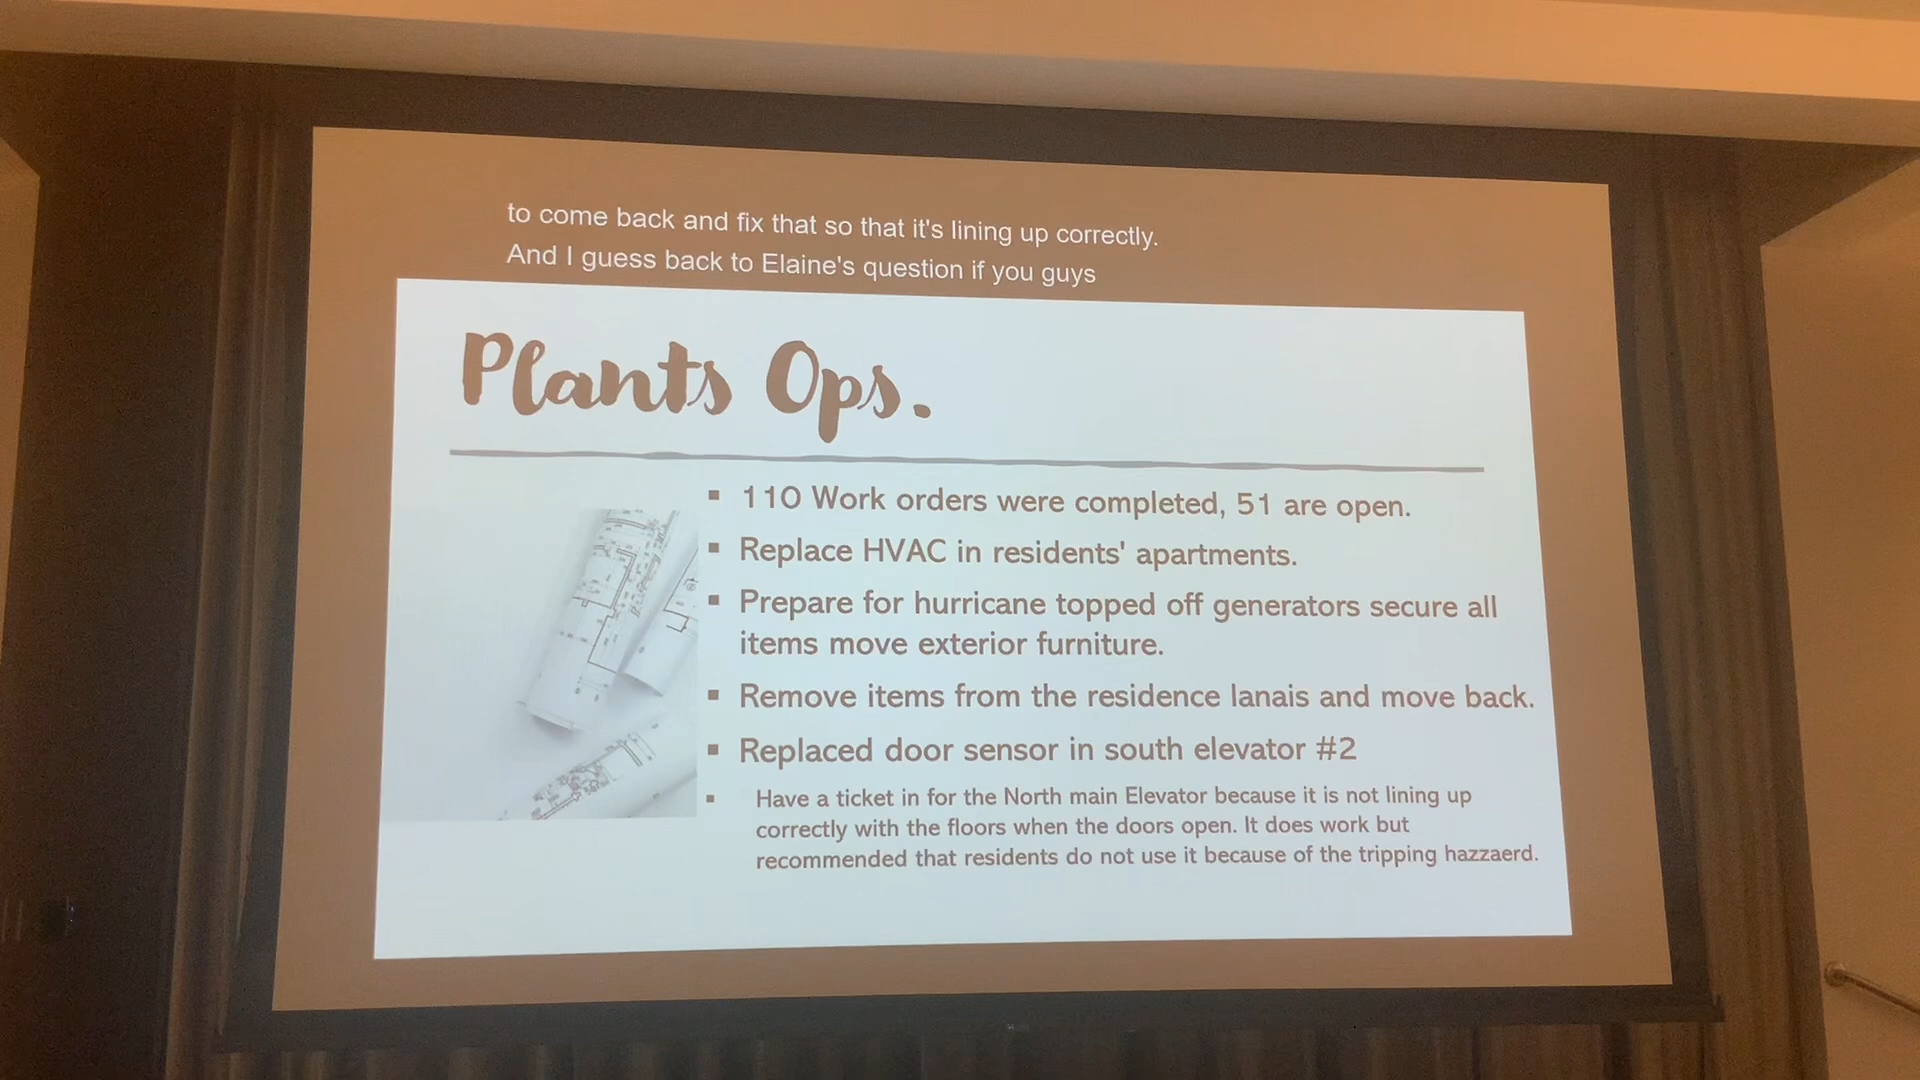 to come back and fix that so that it's lining up correctly.
And I guess back to Elaine's question if you guys
Plants Ops.
▪ 110 Work orders were completed, 51 are open.
▪ Replace HVAC in residents' apartments.
▪ Prepare for hurricane topped off generators secure all
items move exterior furniture.
▪ Remove items from the residence lanais and move back.
▪ Replaced door sensor in south elevator #2
▪ Have a ticket in for the North main Elevator because it is not lining up
correctly with the floors when the doors open. It does work but
recommended that residents do not use it because of the tripping hazzaerd.